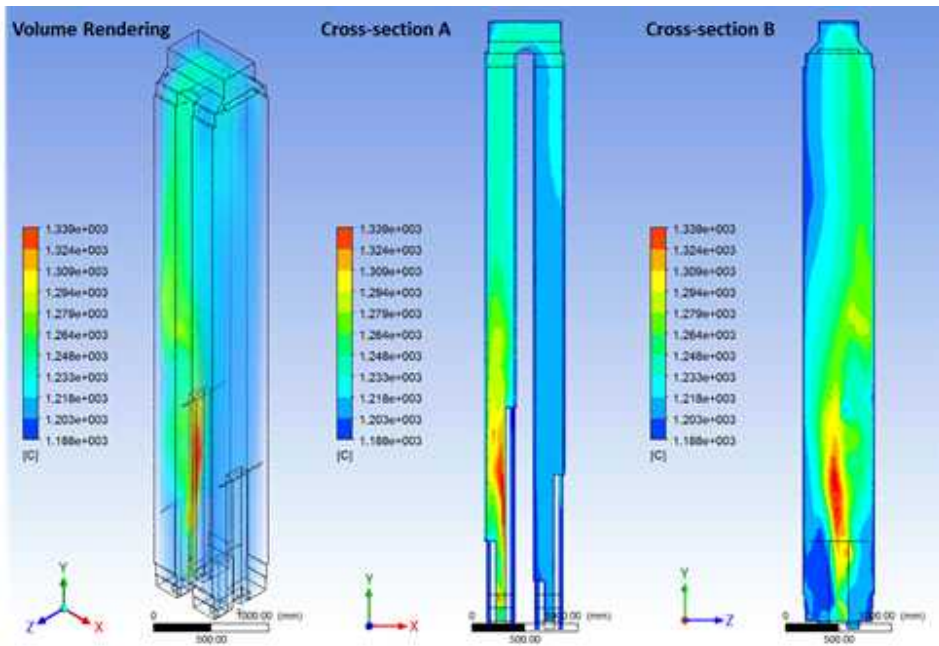 Volume Rendering
Cross-section A
Cross-section B
1.339e+003
1.324e+003
1.309e+003
1.294e+003
1.279e+003
1.264e+003
1.248e+003
1.233e+003
1.218e+003
1.203e+003
1.188e+003
[C]
1.339e+003
1.324e+003
1.309e+003
1.294e+003
1.279e+003
1.264e+003
1.248e+003
1.233e+003
1.218e+003
1.203e+003
1.188e+003
[C]
1.339e+003
1.324e+003
1.309e+003
1.294e+003
1.279e+003
1.264e+003
1.248e+003
1.233e+003
1.218e+003
1.203e+003
1.188e+003
[C]
Y
Z
X
0 1000.00 (mm)
500.00
Y
X
0 1000.00 (mm)
500.00
Y
Z
0 1000.00 (mm)
500.00